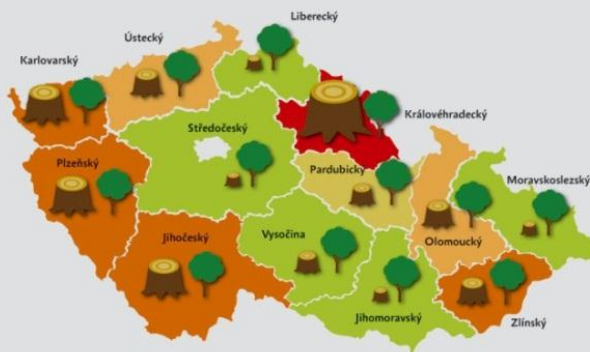 Liberecký
Ústecký
Karlovarský
Královéhradecký
Středočeský
Plzeňský
Pardubický
Moravskoslezský
Jihočeský
Vysočina
Olomoucký
Jihomoravský
Zlínský